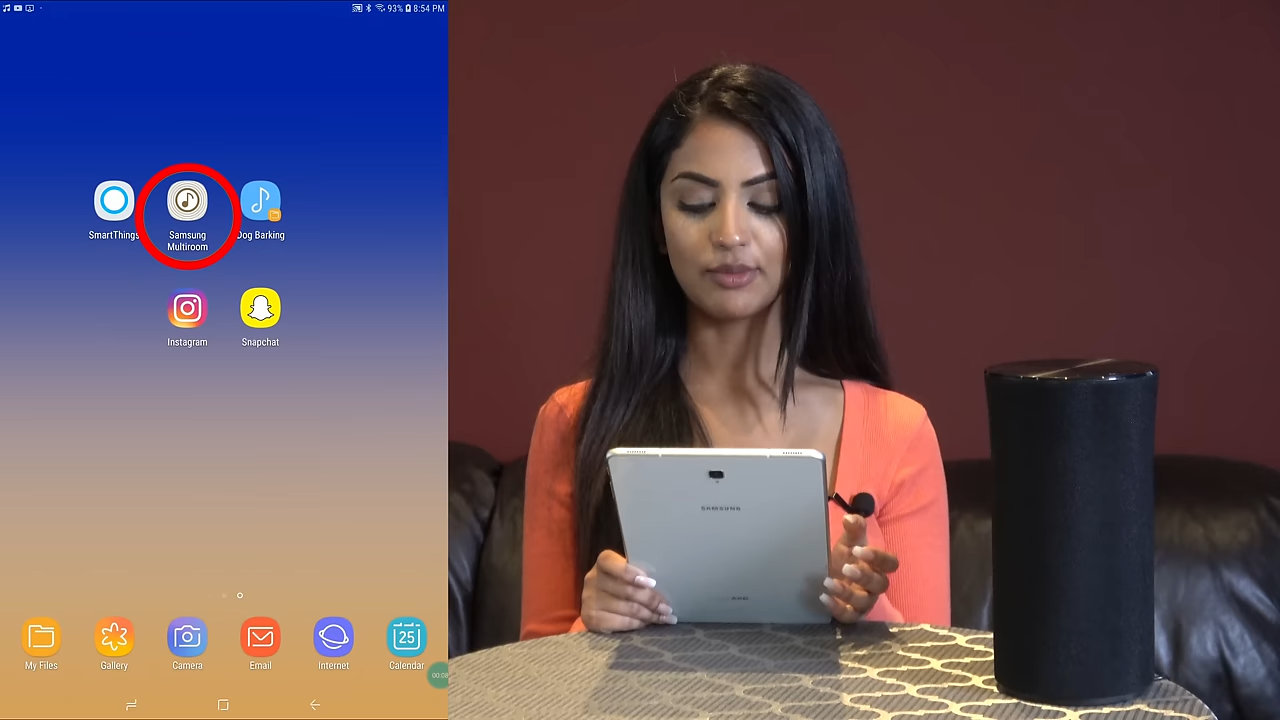 93% 8:54 PM
SmartThings
Samsung
Multiroom
Dog Barking
Instagram
Snapchat
My Files
Gallery
Camera
Email
Internet
25
Calendar
SAMSUNG